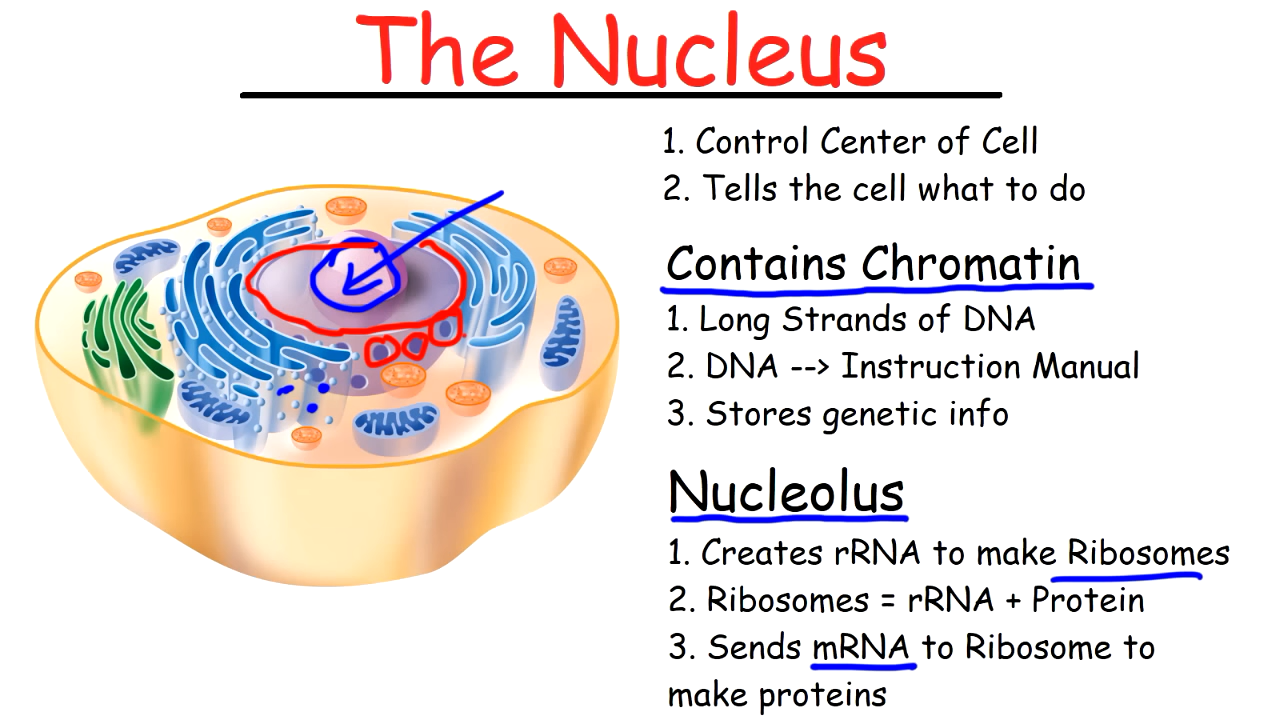 The Nucleus
1. Control Center of Cell
2. Tells the cell what to do
Contains Chromatin
1. Long Strands of DNA
2. DNA --> Instruction Manual
3. Stores genetic info
Nucleolus
1. Creates rRNA to make Ribosomes
2. Ribosomes = rRNA + Protein
3. Sends mRNA to Ribosome to
make proteins